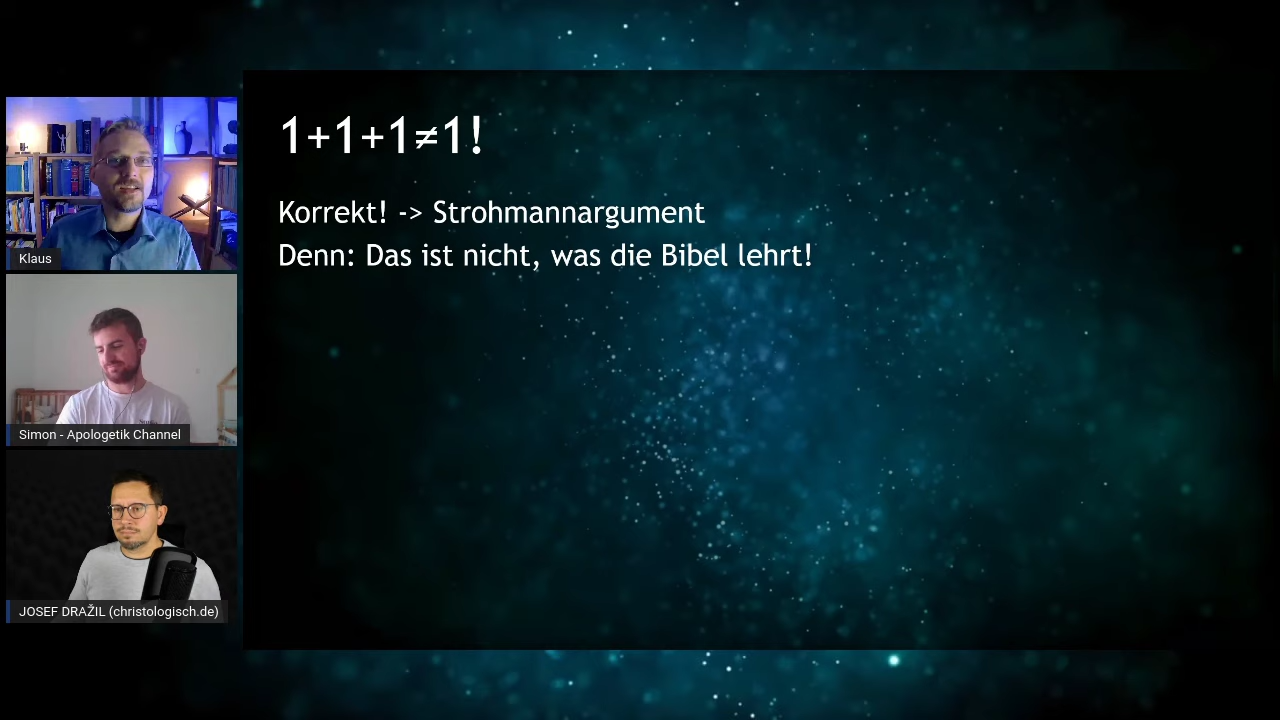 1+1+1≠1!
Korrekt! -> Strohmannargument
Denn: Das ist nicht, was die Bibel lehrt!
Klaus
Simon - Apologetik Channel
JOSEF DRAŽIL (christologisch.de)